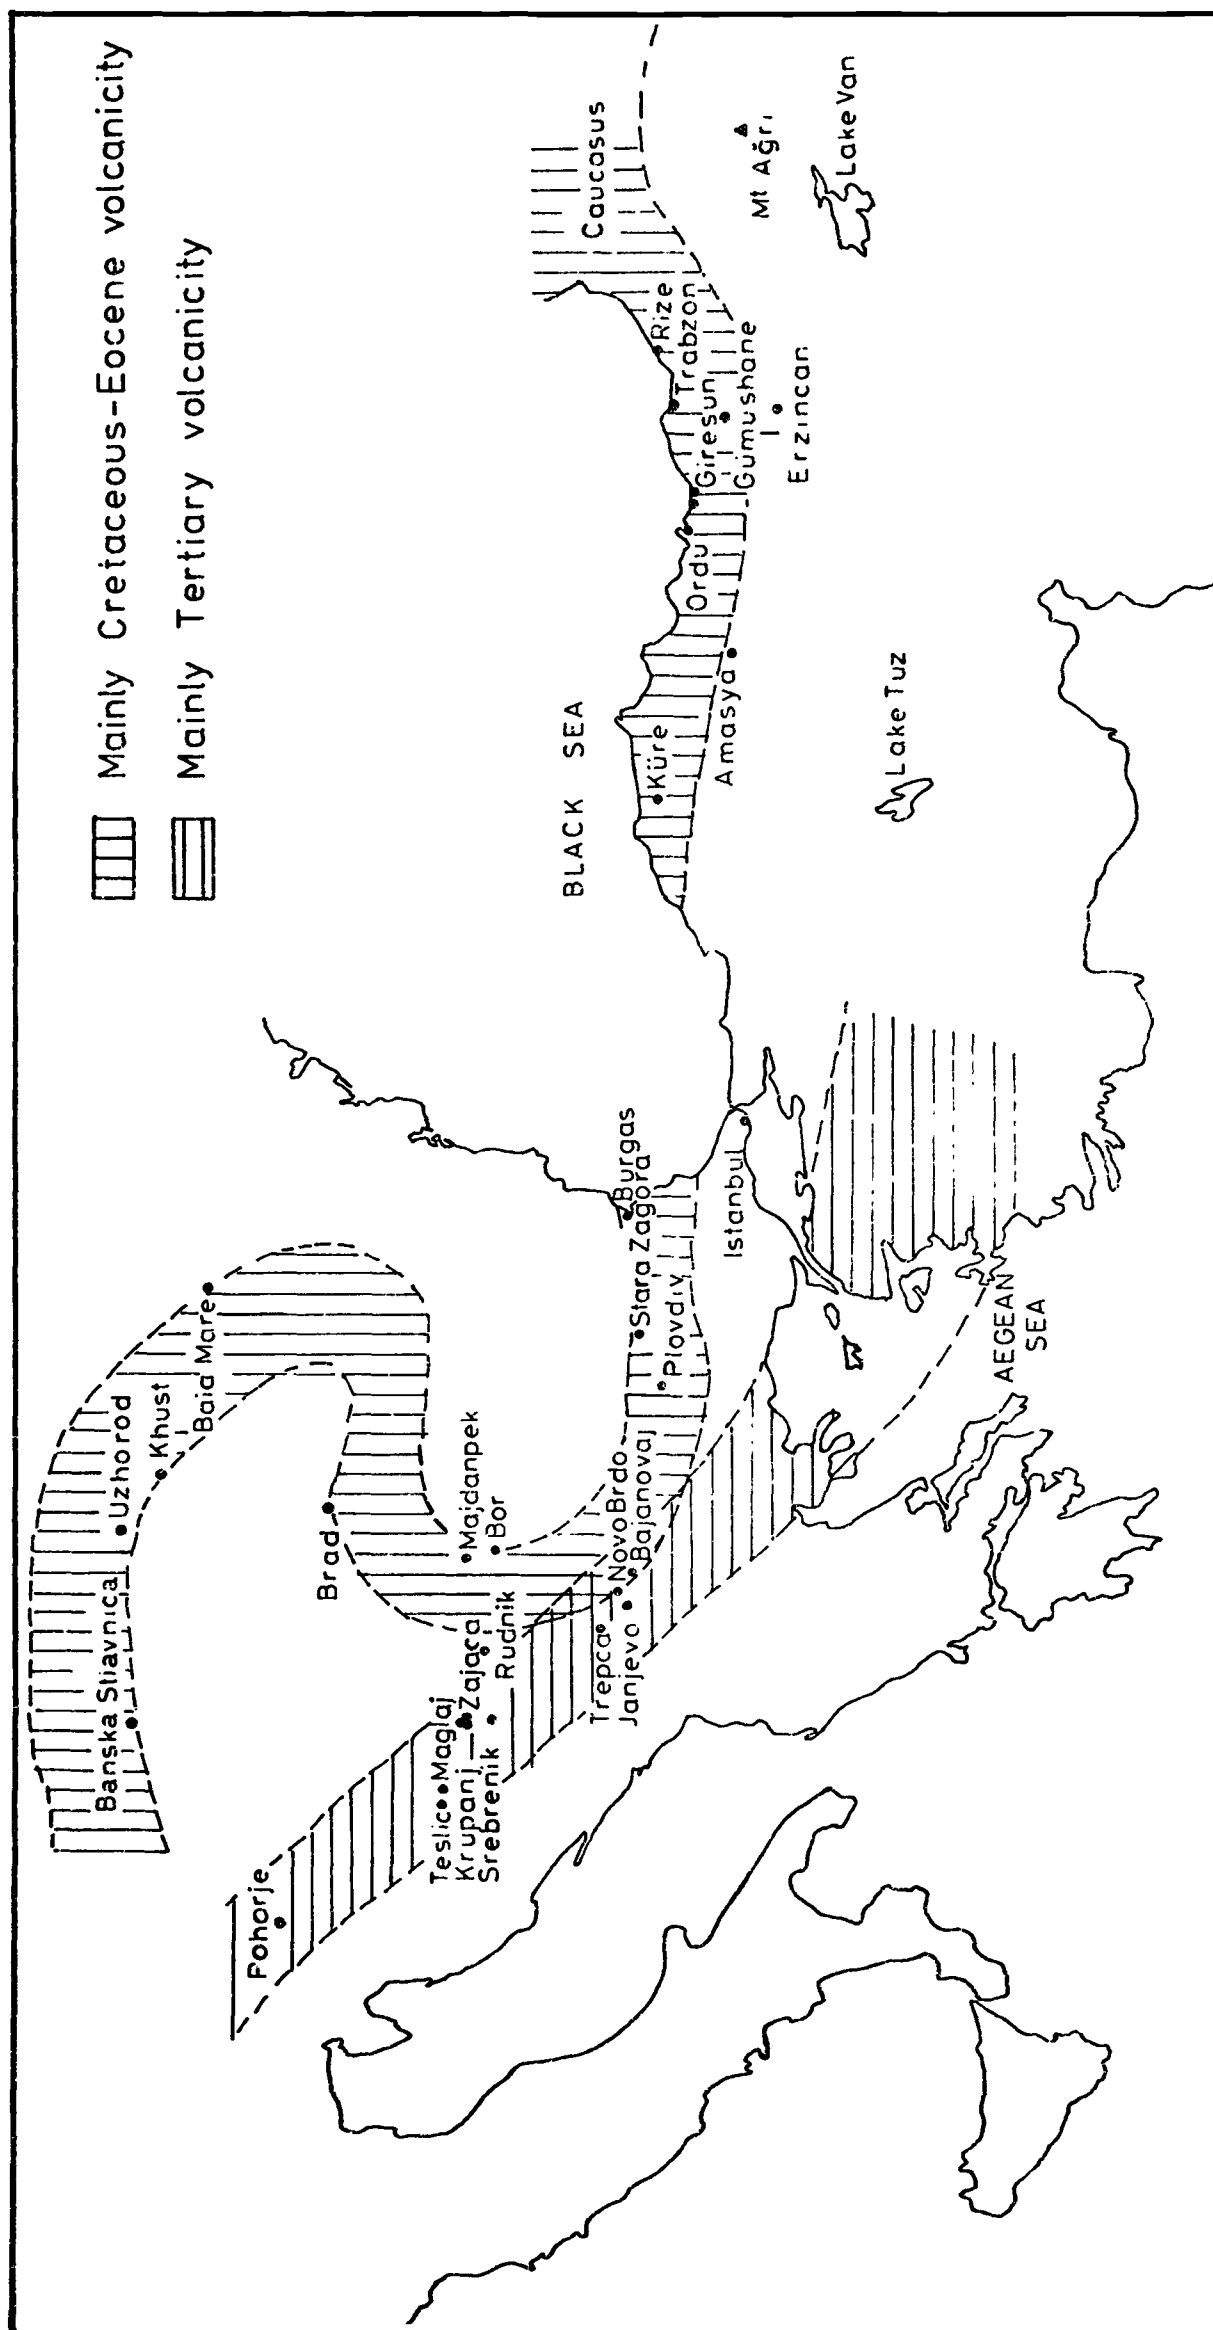 Mainly Cretaceous-Eocene volcanicity
Mainly Tertiary volcanicity
Banska Stiavnica
Uzhorod
Khust
Baia Mare
Pohorje
Brad
Caucasus
Teslic
Maglaj
Krupanj
Zajaca
Srebrenik
Rudnik
Majdanpek
Bor
BLACK SEA
Trepca
Janjevo
Novo Brdo
Bajanovaj
Stara Zagora
Burgas
Plovdiv
Istanbul
Küre
Amasya
Ordu
Giresun
Trabzon
Rize
Gümushane
Erzincan
Mt Ağrı
Lake Van
Lake Tuz
AEGEAN
SEA